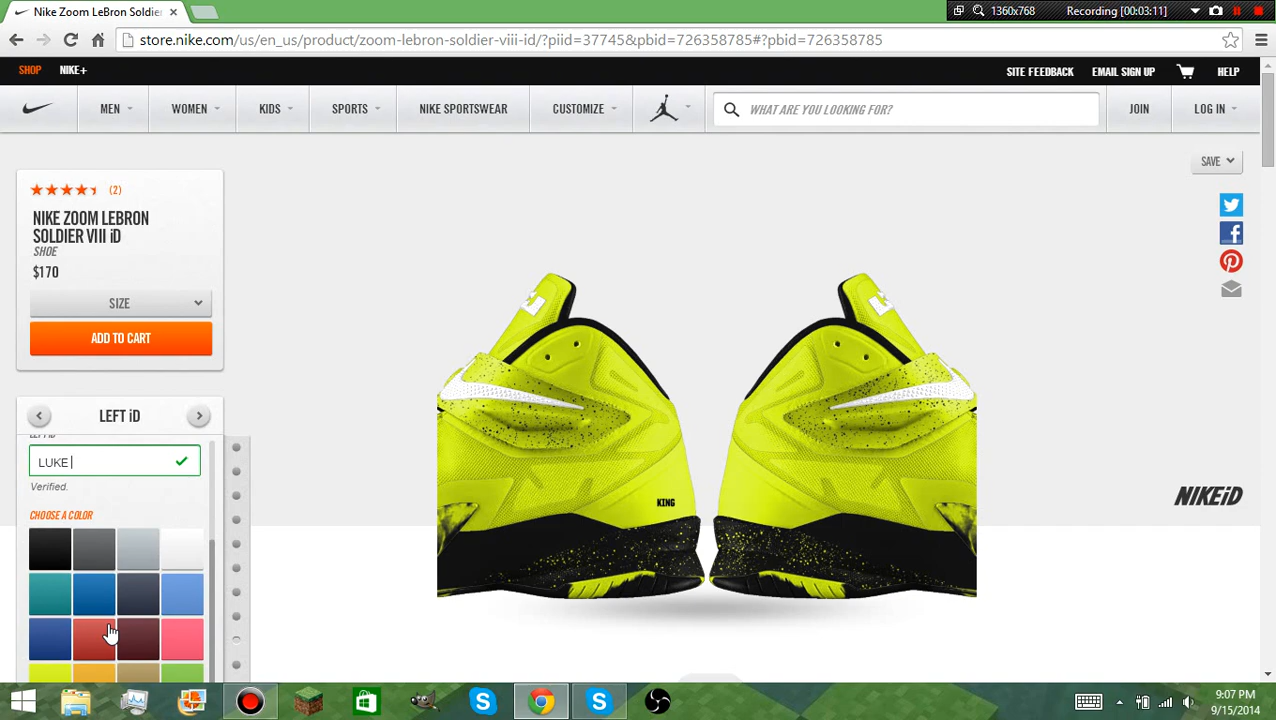 Nike Zoom LeBron Soldier
1360x768
Recording [00:03:11]
store.nike.com/us/en_us/product/zoom-lebron-soldier-viii-id/?piid=37745&pbid=726358785#?pbid=726358785
SHOP NIKE+
SITE FEEDBACK EMAIL SIGN UP HELP
MEN WOMEN KIDS SPORTS NIKE SPORTSWEAR CUSTOMIZE WHAT ARE YOU LOOKING FOR? JOIN LOG IN
SAVE
(2)
NIKE ZOOM LEBRON
SOLDIER VIII iD
SHOE
$170
SIZE
ADD TO CART
LEFT iD
LEFT iD
LUKE
Verified.
CHOOSE A COLOR
KING
NIKEiD
9:07 PM
9/15/2014